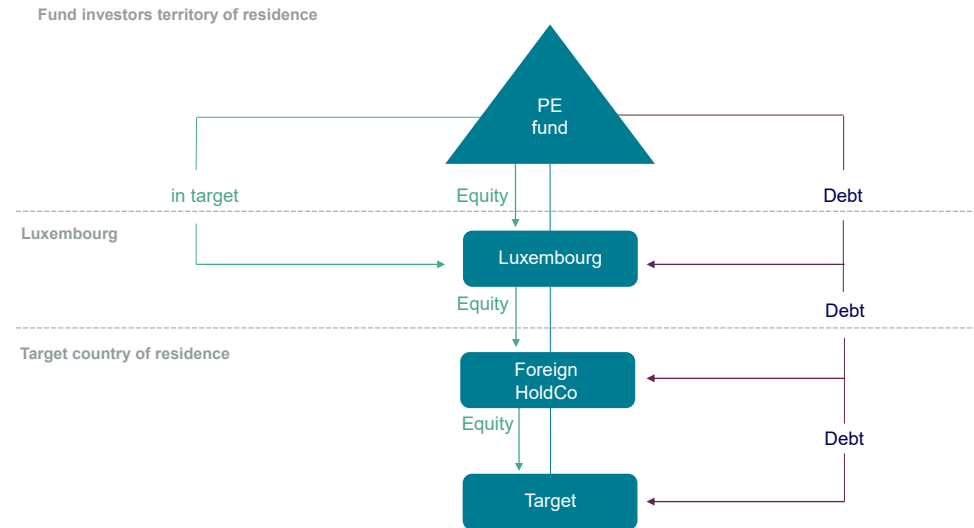 Fund investors territory of residence
PE
fund
in target
Equity
Debt
Luxembourg
Luxembourg
Equity
Debt
Target country of residence
Foreign
HoldCo
Equity
Debt
Target